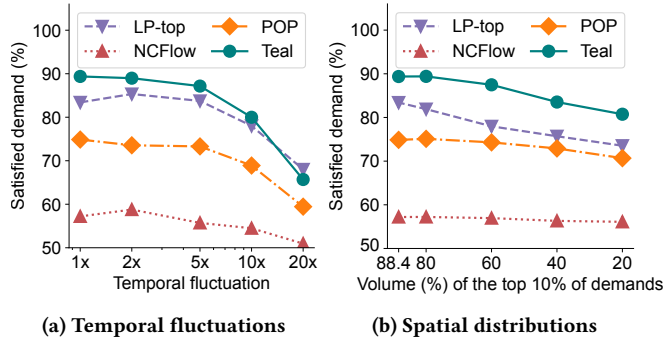 LP-top
POP
NCFlow
Teal
100
90
80
70
60
50
Satisfied demand (%)
1x
2x
5x
10x
20x
Temporal fluctuation
(a) Temporal fluctuations
LP-top
POP
NCFlow
Teal
100
90
80
70
60
50
Satisfied demand (%)
88.4
80
60
40
20
Volume (%) of the top 10% of demands
(b) Spatial distributions